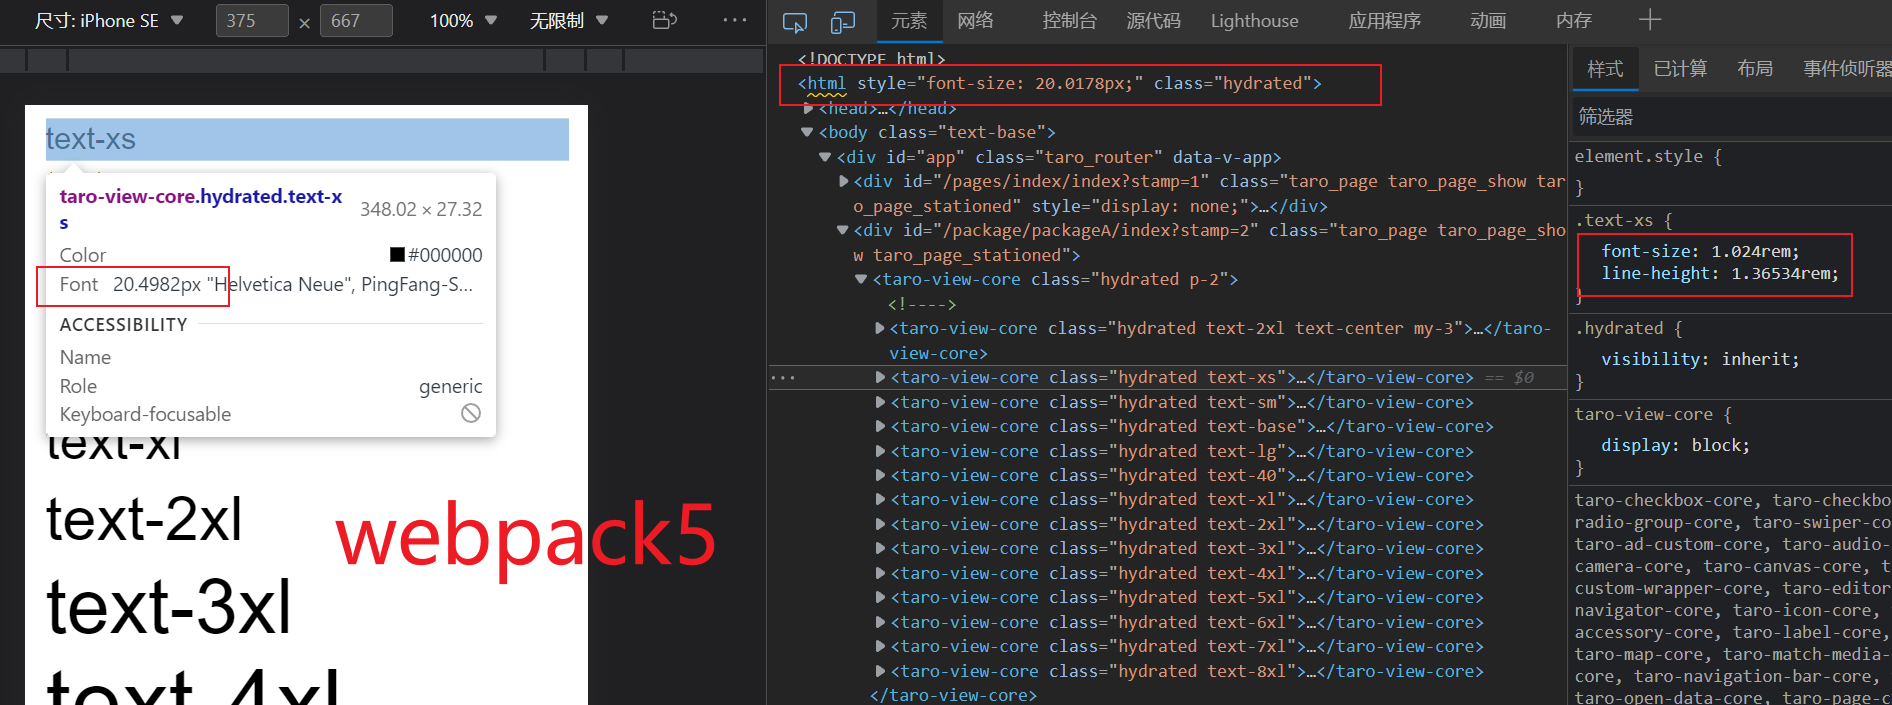 尺寸: iPhone SE ▼ 375 × 667 100% ▼ 无限制 ▼ ···
元素 网络 控制台 源代码 Lighthouse 应用程序 动画 内存 +
text-xs
taro-view-core.hydrated.text-x
s
348.02 × 27.32
Color #000000
Font 20.4982px "Helvetica Neue", PingFang-S...
ACCESSIBILITY
Name
Role generic
Keyboard-focusable
text-xl
text-2xl
text-3xl
text-4xl
webpack5
<!DOCTYPE html>
<html style="font-size: 20.0178px;" class="hydrated">
▶<head>…</head>
▼<body class="text-base">
▼<div id="app" class="taro_router" data-v-app>
▶<div id="/pages/index/index?stamp=1" class="taro_page taro_page_show tar
o_page_stationed" style="display: none;">…</div>
▼<div id="/package/packageA/index?stamp=2" class="taro_page taro_page_sho
w taro_page_stationed">
▼<taro-view-core class="hydrated p-2">
<!---->
▶<taro-view-core class="hydrated text-2xl text-center my-3">…</taro-
view-core>
··· ▶<taro-view-core class="hydrated text-xs">…</taro-view-core> == $0
▶<taro-view-core class="hydrated text-sm">…</taro-view-core>
▶<taro-view-core class="hydrated text-base">…</taro-view-core>
▶<taro-view-core class="hydrated text-lg">…</taro-view-core>
▶<taro-view-core class="hydrated text-40">…</taro-view-core>
▶<taro-view-core class="hydrated text-xl">…</taro-view-core>
▶<taro-view-core class="hydrated text-2xl">…</taro-view-core>
▶<taro-view-core class="hydrated text-3xl">…</taro-view-core>
▶<taro-view-core class="hydrated text-4xl">…</taro-view-core>
▶<taro-view-core class="hydrated text-5xl">…</taro-view-core>
▶<taro-view-core class="hydrated text-6xl">…</taro-view-core>
▶<taro-view-core class="hydrated text-7xl">…</taro-view-core>
▶<taro-view-core class="hydrated text-8xl">…</taro-view-core>
</taro-view-core>
样式 已计算 布局 事件侦听器
筛选器
element.style {
}
.text-xs {
font-size: 1.024rem;
line-height: 1.36534rem;
}
.hydrated {
visibility: inherit;
}
taro-view-core {
display: block;
}
taro-checkbox-core, taro-checkbo
radio-group-core, taro-swiper-co
taro-ad-custom-core, taro-audio-
camera-core, taro-canvas-core, t
custom-wrapper-core, taro-editor
navigator-core, taro-icon-core,
accessory-core, taro-label-core,
taro-map-core, taro-match-media-
core, taro-navigation-bar-core,
taro-open-data-core, taro-page-c